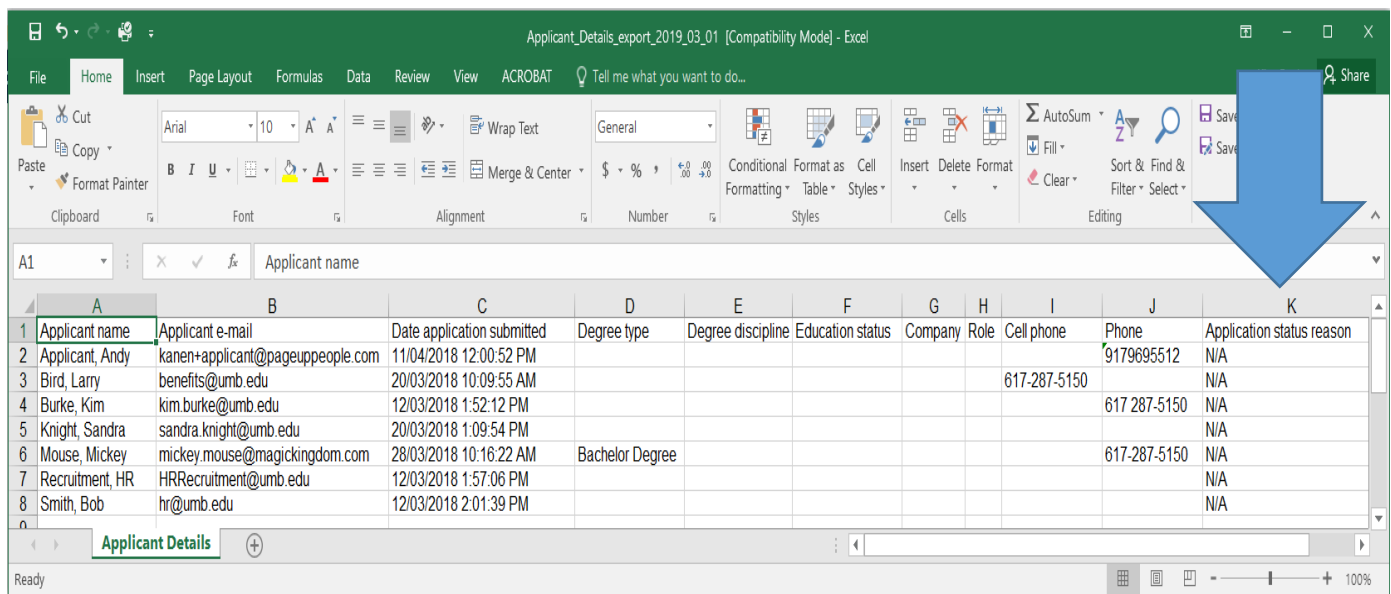 Applicant_Details_export_2019_03_01 [Compatibility Mode] - Excel
File Home Insert Page Layout Formulas Data Review View ACROBAT Tell me what you want to do... Share
Cut
Copy
Format Painter
Paste
Clipboard
Arial 10 A A
B I U A
Font
Wrap Text
Merge & Center
Alignment
General
$ % , .0 .00 .00 .0
Number
Conditional Formatting
Format as Table
Cell Styles
Styles
Insert Delete Format
Cells
AutoSum
Fill
Clear
Sort & Filter
Find & Select
Editing
Save
Save
A1 fx Applicant name
A B C D E F G H I J K
1 Applicant name Applicant e-mail Date application submitted Degree type Degree discipline Education status Company Role Cell phone Phone Application status reason
2 Applicant, Andy kanen+applicant@pageuppeople.com 11/04/2018 12:00:52 PM 9179695512 N/A
3 Bird, Larry benefits@umb.edu 20/03/2018 10:09:55 AM 617-287-5150 N/A
4 Burke, Kim kim.burke@umb.edu 12/03/2018 1:52:12 PM 617 287-5150 N/A
5 Knight, Sandra sandra.knight@umb.edu 20/03/2018 1:09:54 PM N/A
6 Mouse, Mickey mickey.mouse@magickingdom.com 28/03/2018 10:16:22 AM Bachelor Degree 617-287-5150 N/A
7 Recruitment, HR HRRecruitment@umb.edu 12/03/2018 1:57:06 PM N/A
8 Smith, Bob hr@umb.edu 12/03/2018 2:01:39 PM N/A
Applicant Details
Ready 100%